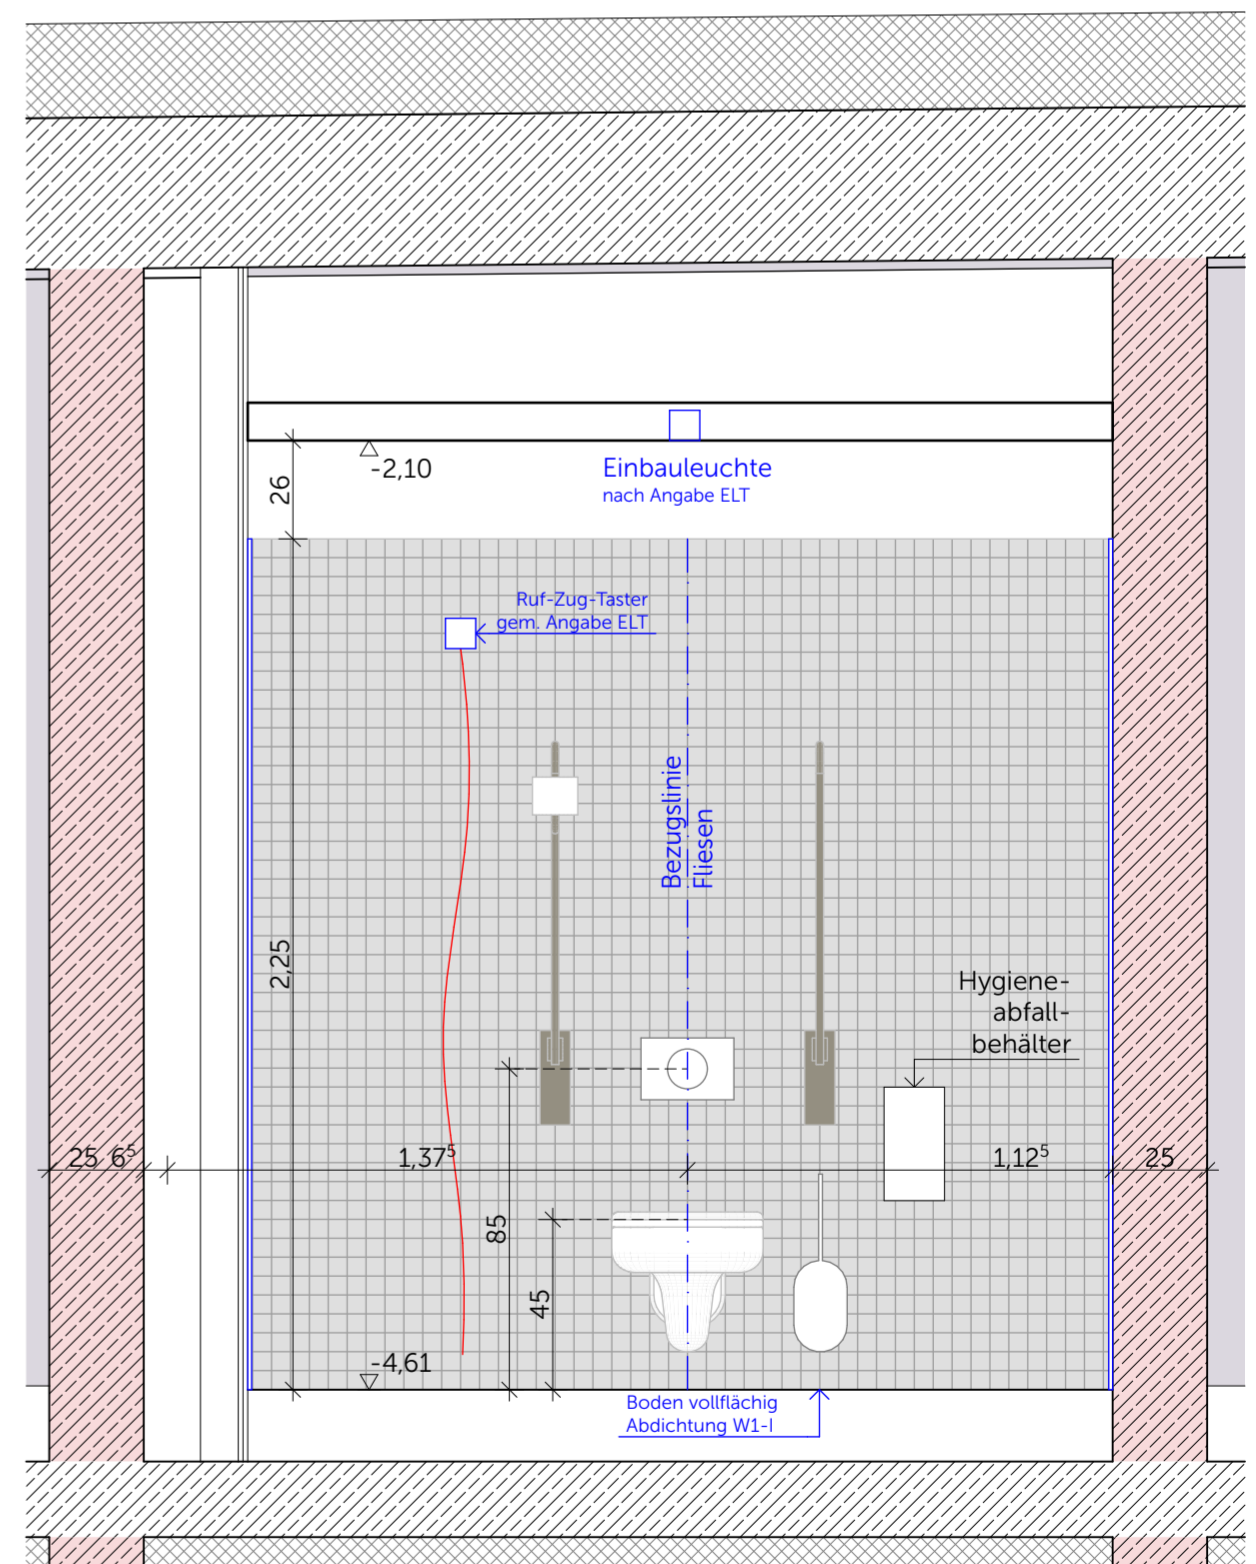 -2,10
26
Einbauleuchte
nach Angabe ELT
Ruf-Zug-Taster
gem. Angabe ELT
Bezugslinie
Fliesen
2,25
Hygiene-
abfall-
behälter
25
6⁵
1,37⁵
1,12⁵
25
85
45
-4,61
Boden vollflächig
Abdichtung W1-I